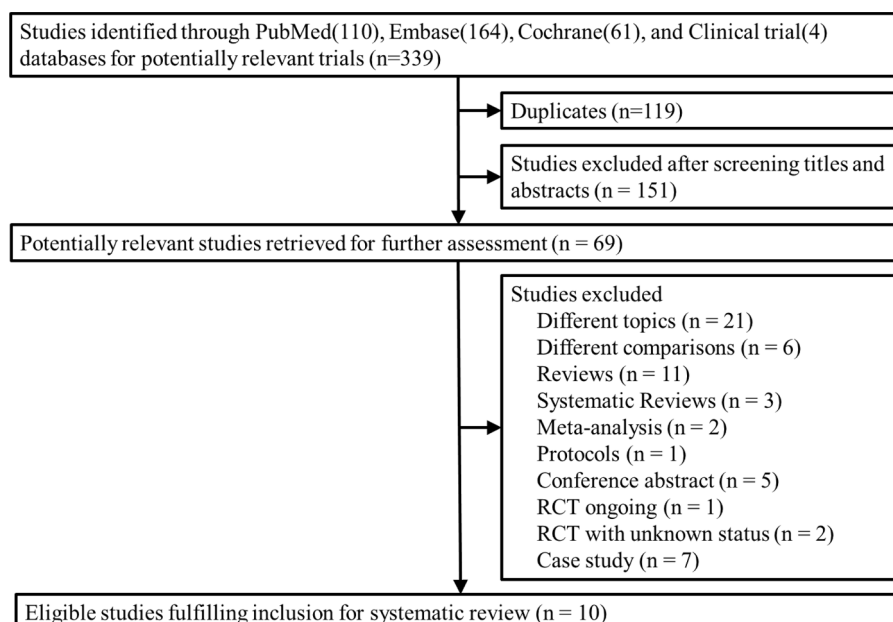 Studies identified through PubMed(110), Embase(164), Cochrane(61), and Clinical trial(4)
databases for potentially relevant trials (n=339)
Duplicates (n=119)
Studies excluded after screening titles and
abstracts (n = 151)
Potentially relevant studies retrieved for further assessment (n = 69)
Studies excluded
Different topics (n = 21)
Different comparisons (n = 6)
Reviews (n = 11)
Systematic Reviews (n = 3)
Meta-analysis (n = 2)
Protocols (n = 1)
Conference abstract (n = 5)
RCT ongoing (n = 1)
RCT with unknown status (n = 2)
Case study (n = 7)
Eligible studies fulfilling inclusion for systematic review (n = 10)